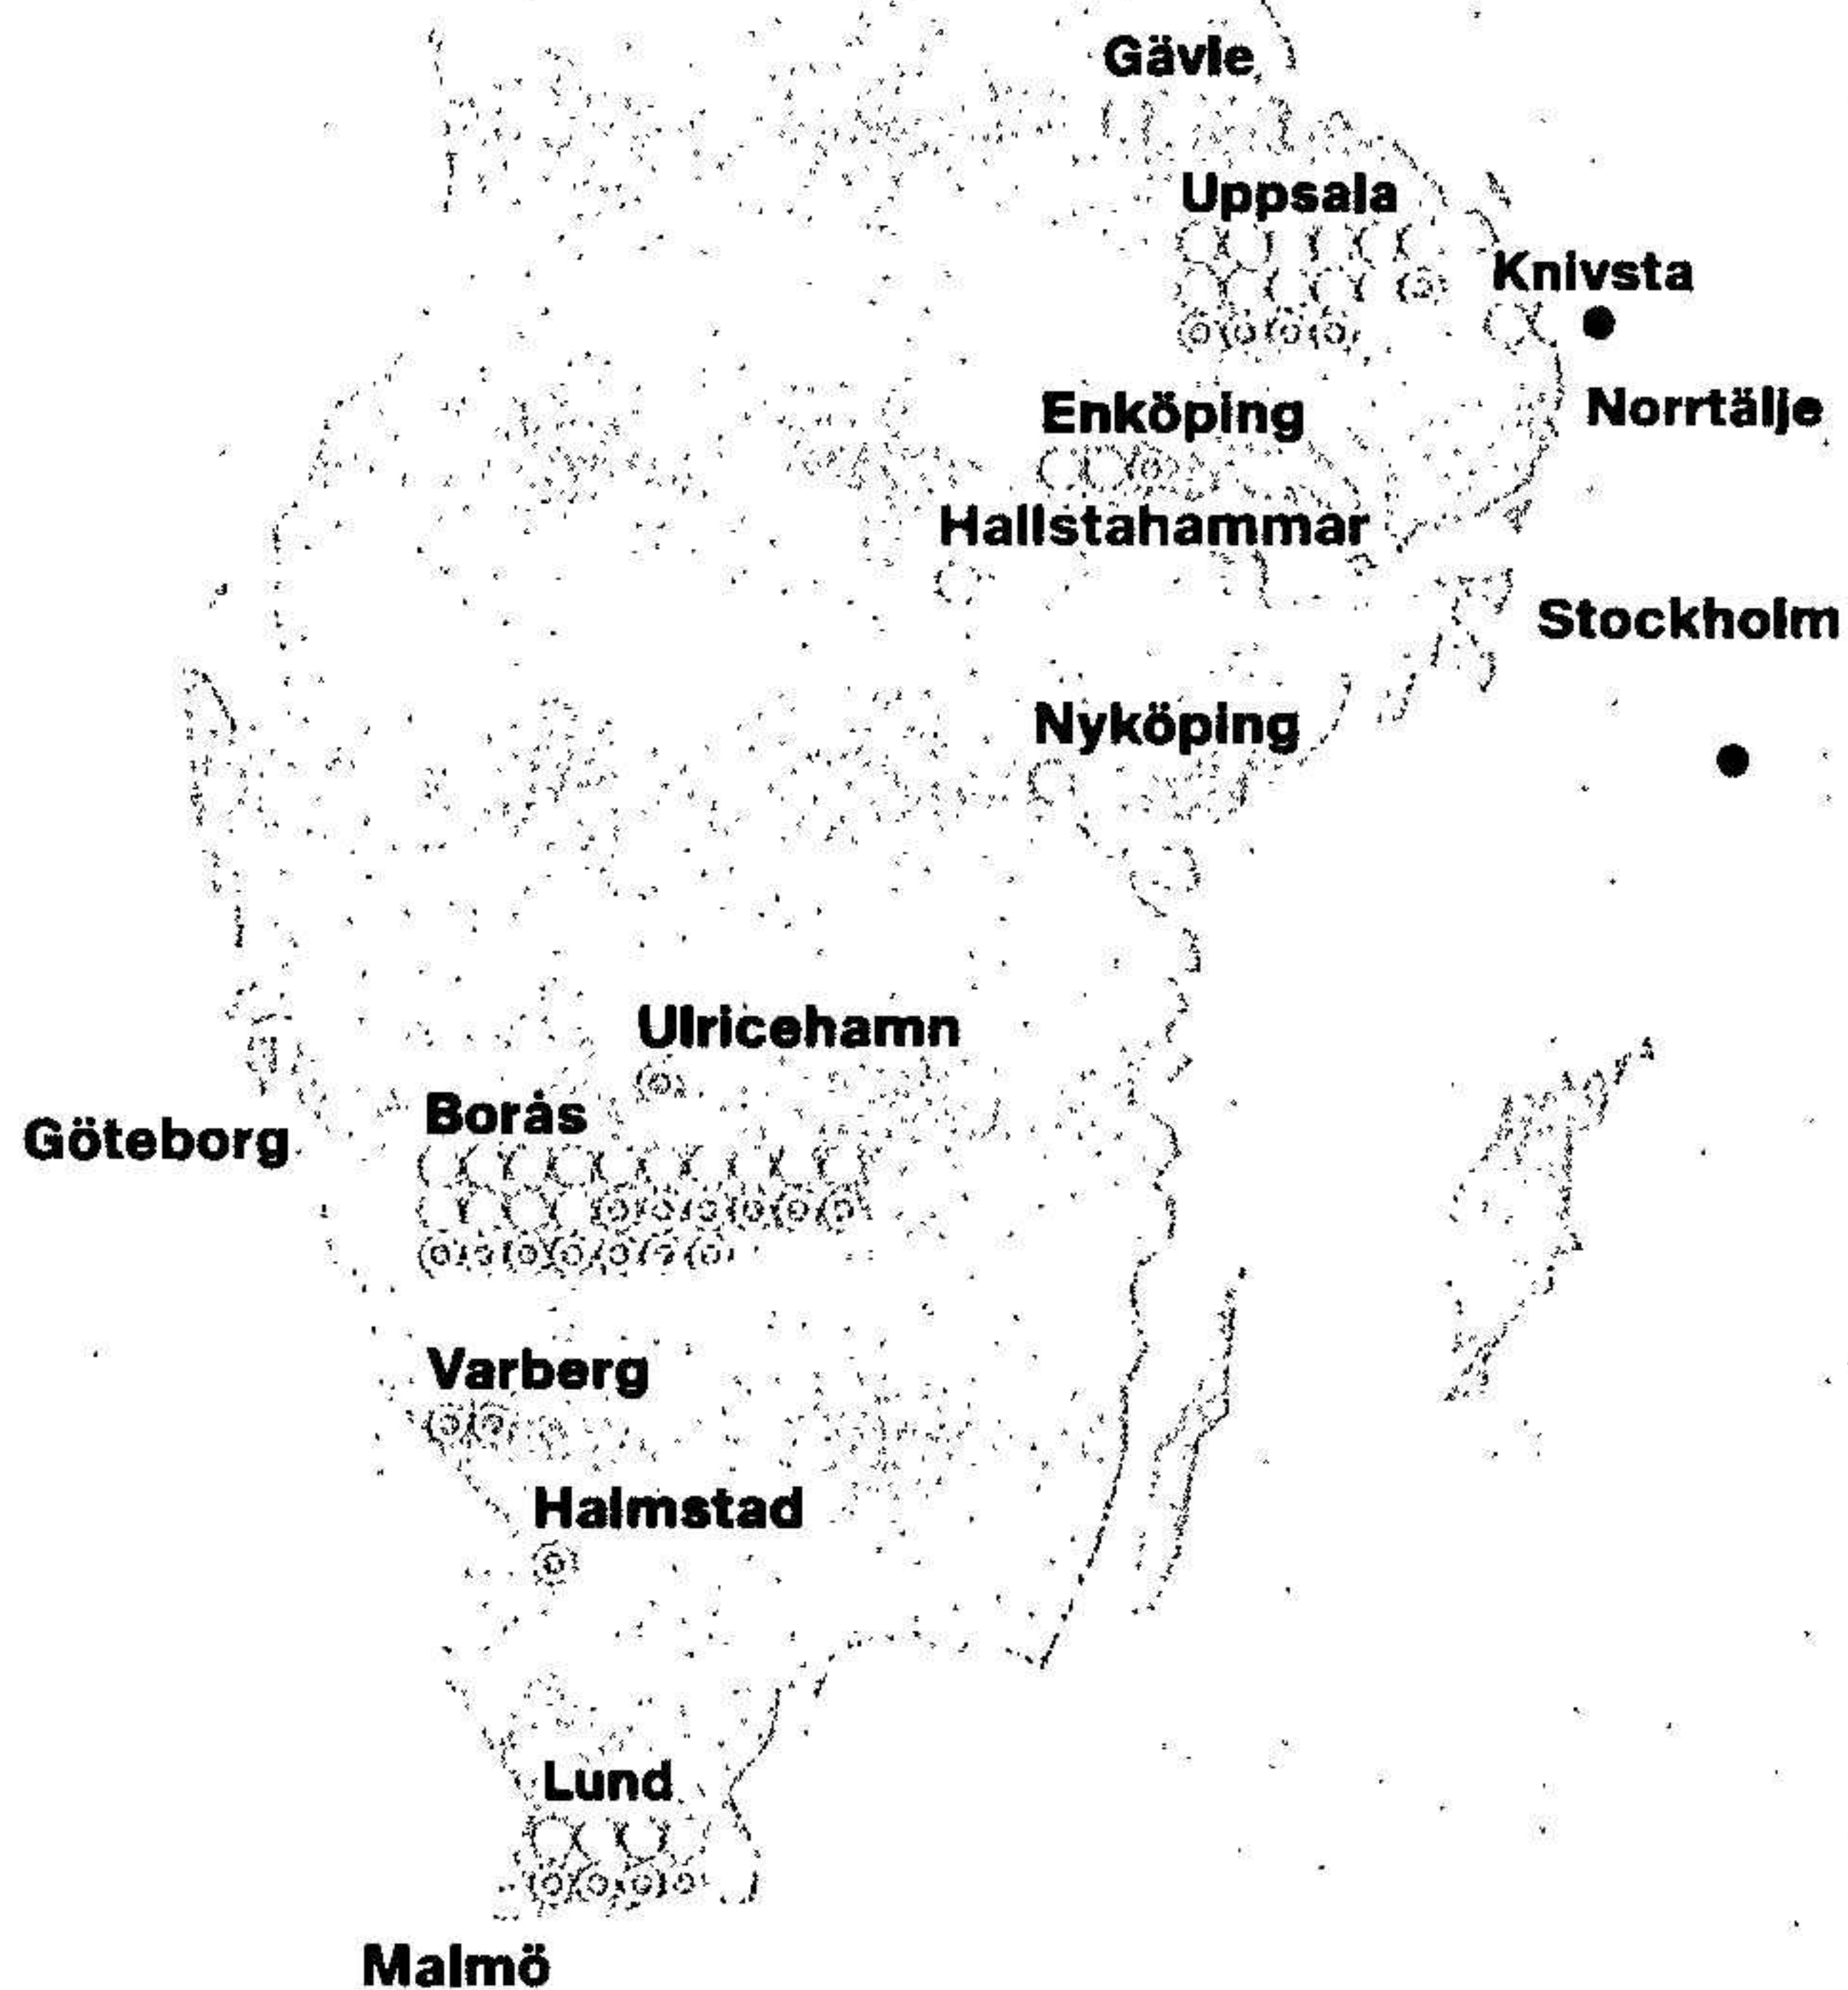 Gävle
Uppsala
Knivsta
Enköping
Norrtälje
Hallstahammar
Stockholm
Nyköping
Ulricehamn
Borås
Göteborg
Varberg
Halmstad
Lund
Malmö